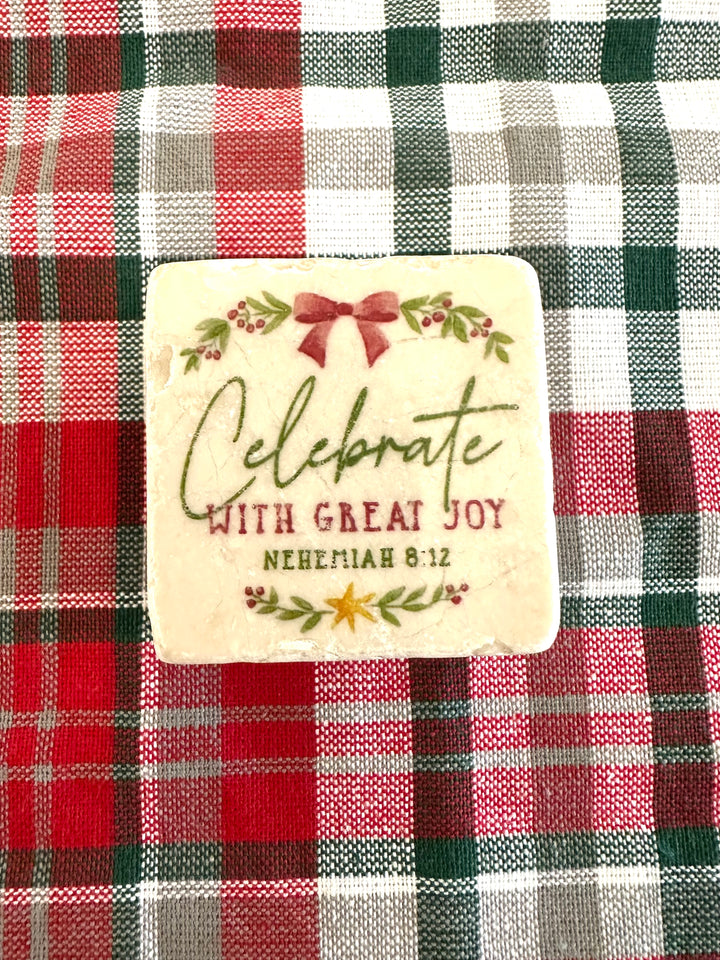 Celebrate
WITH GREAT JOY
NEHEMIAH 8:12